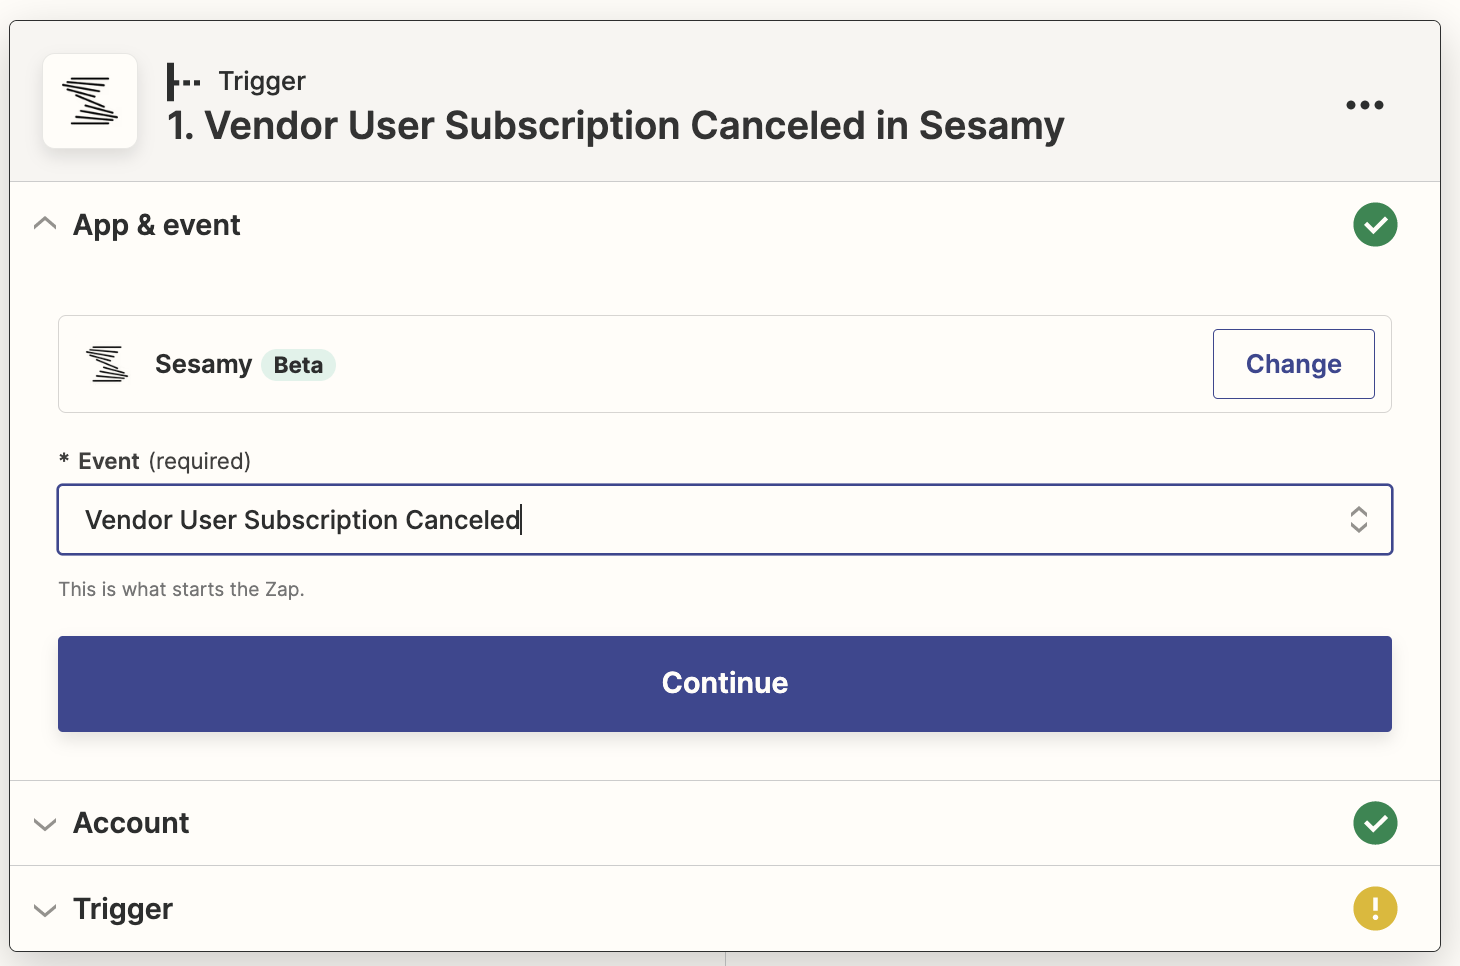 Trigger
1. Vendor User Subscription Canceled in Sesamy
App & event
Sesamy Beta
Change
* Event (required)
Vendor User Subscription Canceled
This is what starts the Zap.
Continue
Account
Trigger